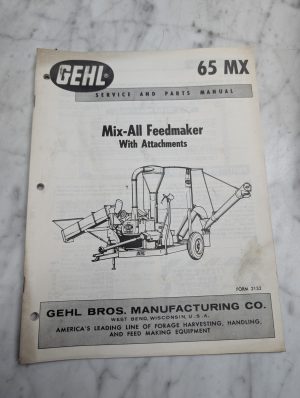 GEHL
65 MX
SERVICE AND PARTS MANUAL
Mix-All Feedmaker
With Attachments
FORM 3153
GEHL BROS. MANUFACTURING CO.
WEST BEND, WISCONSIN, U.S.A.
AMERICA'S LEADING LINE OF FORAGE HARVESTING, HANDLING,
AND FEED MAKING EQUIPMENT